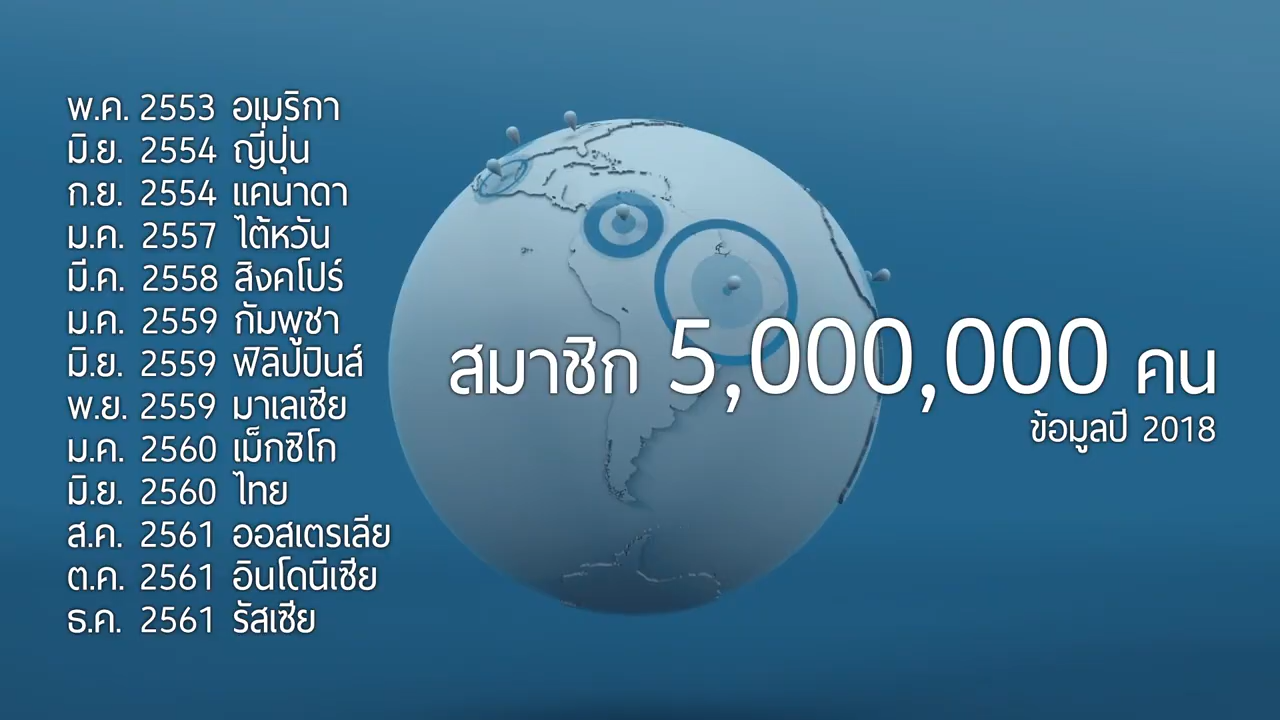 พ.ค. 2553 อเมริกา
มิ.ย. 2554 ญี่ปุ่น
ก.ย. 2554 แคนาดา
ม.ค. 2557 ไต้หวัน
มี.ค. 2558 สิงคโปร์
ม.ค. 2559 กัมพูชา
มิ.ย. 2559 ฟิลิปปินส์
พ.ย. 2559 มาเลเซีย
ม.ค. 2560 เม็กซิโก
มิ.ย. 2560 ไทย
ส.ค. 2561 ออสเตรเลีย
ต.ค. 2561 อินโดนีเซีย
ธ.ค. 2561 รัสเซีย
สมาชิก 5,000,000 คน
ข้อมูลปี 2018